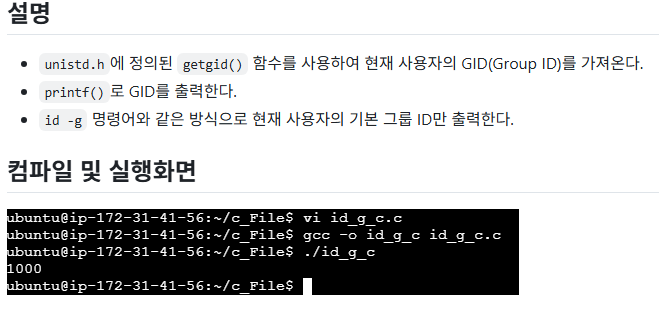 설명
unistd.h에 정의된 getgid() 함수를 사용하여 현재 사용자의 GID(Group ID)를 가져온다.
printf()로 GID를 출력한다.
id -g 명령어와 같은 방식으로 현재 사용자의 기본 그룹 ID만 출력한다.
컴파일 및 실행화면
ubuntu@ip-172-31-41-56:~/c_File$ vi id_g_c.c
ubuntu@ip-172-31-41-56:~/c_File$ gcc -o id_g_c id_g_c.c
ubuntu@ip-172-31-41-56:~/c_File$ ./id_g_c
1000
ubuntu@ip-172-31-41-56:~/c_File$